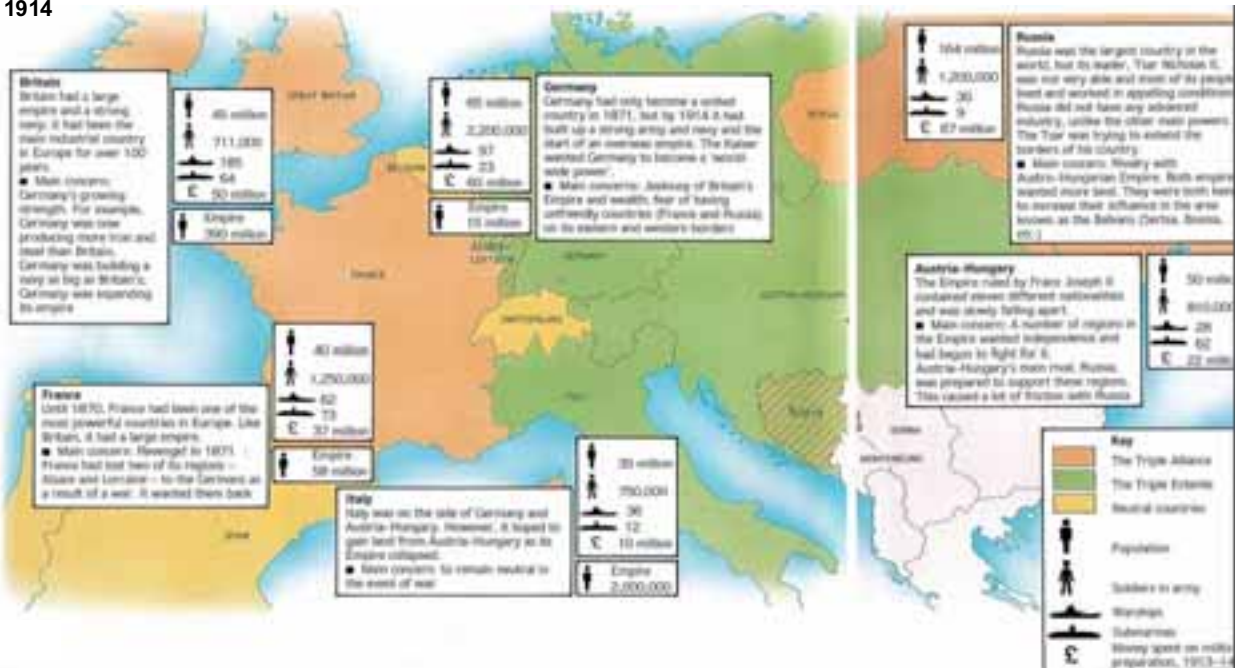 1914
Britain
Britain had a large
empire and a strong
navy. It had been the
main industrial country
in Europe for over 100
years.
■ Main concern:
Germany's growing
strength. For example,
Germany was now
producing more iron and
steel than Britain.
Germany was building a
navy as big as Britain's.
Germany was expanding
its empire
45 million
711,000
185
64
£ 50 million
Empire
390 million
GREAT BRITAIN
BELGIUM
65 million
2,200,000
97
23
£ 60 million
Empire
15 million
Germany
Germany had only become a united
country in 1871, but by 1914 it had
built up a strong army and navy and the
start of an overseas empire. The Kaiser
wanted Germany to become a 'world-
wide power'.
■ Main concerns: Jealousy of Britain's
Empire and wealth, fear of having
unfriendly countries (France and Russia)
on its eastern and western borders
164 million
1,200,000
36
£ 67 million
Russia
Russia was the largest country in the
world, but its leader, Tsar Nicholas II,
was not very able and most of its people
lived and worked in appalling condition
Russia did not have any advanced
industry, unlike the other main powers.
The Tsar was trying to extend the
borders of his country.
■ Main concern: Rivalry with
Austro-Hungarian Empire. Both empire
wanted more land. They were both keen
to increase their influence in the area
known as the Balkans (Serbia, Bosnia,
etc.)
RUSSIA
ALSACE-
LORRAINE
GERMANY
FRANCE
SWITZERLAND
AUSTRIA-HUNGARY
ITALY
Austria-Hungary
The Empire ruled by Franz Joseph II
contained eleven different nationalities
and was slowly falling apart.
■ Main concern: A number of regions in
the Empire wanted independence and
had begun to fight for it.
Austria-Hungary's main rival, Russia,
was prepared to support these regions.
This caused a lot of friction with Russia
50 millio
810,000
28
62
£ 22 millio
40 million
1,250,000
62
73
£ 37 million
Empire
58 million
France
Until 1870, France had been one of the
most powerful countries in Europe. Like
Britain, it had a large empire.
■ Main concern: Revenge! In 1871
France had lost two of its regions –
Alsace and Lorraine – to the Germans as
a result of a war. It wanted them back
SPAIN
Italy
Italy was on the side of Germany and
Austria-Hungary. However, it hoped to
gain land from Austria-Hungary as its
Empire collapsed.
■ Main concern: to remain neutral in
the event of war
35 million
750,000
36
12
£ 10 million
Empire
2,000,000
SERBIA
MONTENEGRO
Key
The Triple Alliance
The Triple Entente
Neutral countries
Population
Soldiers in army
Warships
Submarines
£ Money spent on milita
preparation, 1913–14